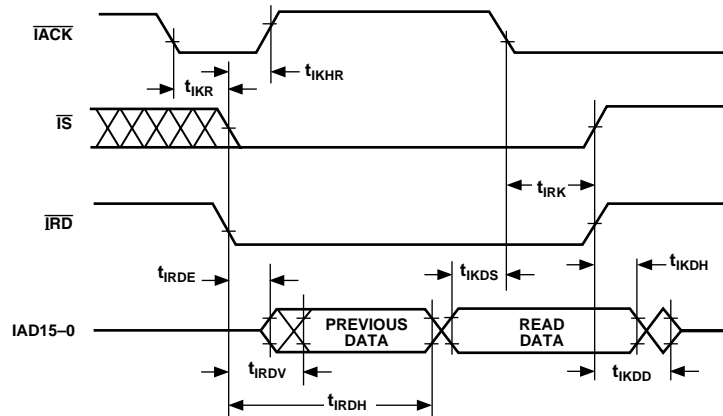 IACK
tIKR
tIKHR
IS
tIRK
IRD
tIRDE
tIKDS
tIKDH
IAD15–0
PREVIOUS
DATA
READ
DATA
tIRDV
tIKDD
tIRDH